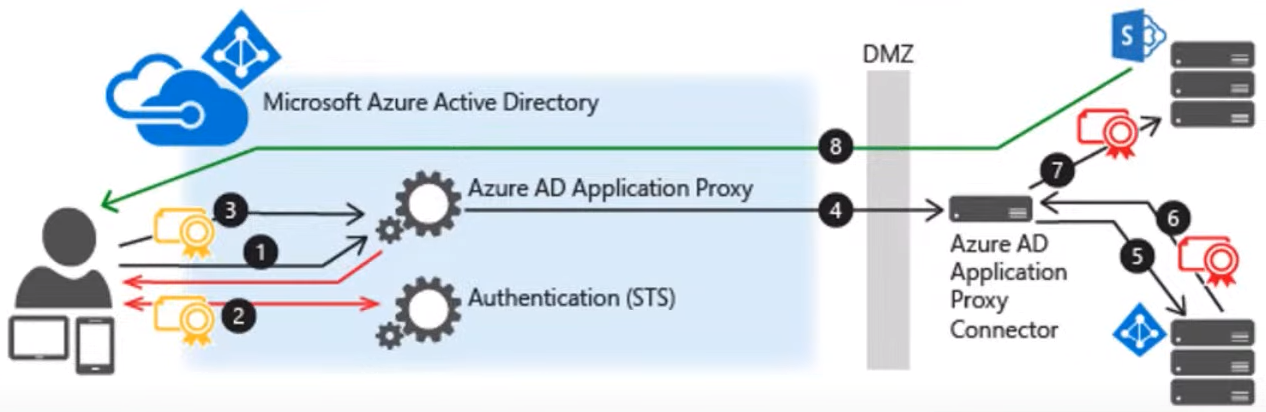 DMZ
S
Microsoft Azure Active Directory
8
3
Azure AD Application Proxy
4
7
1
6
Azure AD
Application
Proxy
Connector
5
2
Authentication (STS)